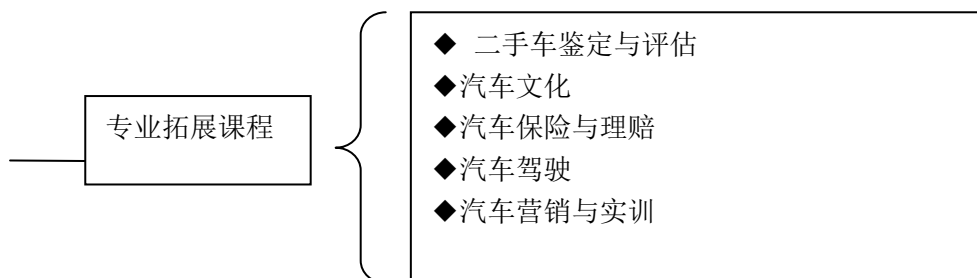 专业拓展课程
◆ 二手车鉴定与评估
◆汽车文化
◆汽车保险与理赔
◆汽车驾驶
◆汽车营销与实训